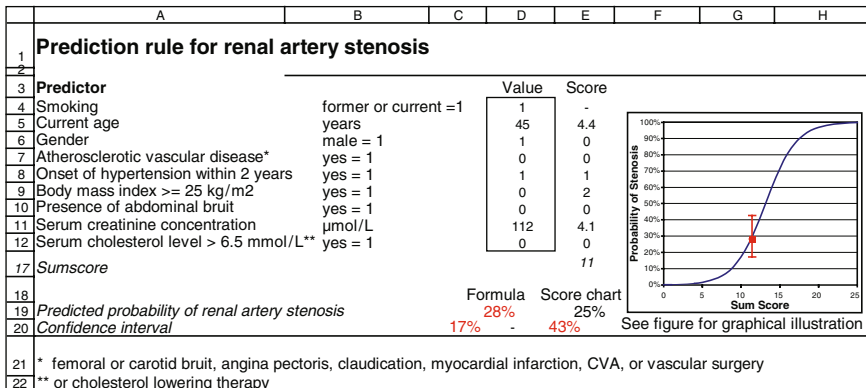 A B C D E F G H
1 Prediction rule for renal artery stenosis
2
3 Predictor Value Score
4 Smoking former or current =1 1 -
5 Current age years 45 4.4
6 Gender male = 1 1 0
7 Atherosclerotic vascular disease* yes = 1 0 0
8 Onset of hypertension within 2 years yes = 1 1 1
9 Body mass index >= 25 kg/m2 yes = 1 0 2
10 Presence of abdominal bruit yes = 1 0 0
11 Serum creatinine concentration µmol/L 112 4.1
12 Serum cholesterol level > 6.5 mmol/L** yes = 1 0 0
17 Sumscore 11
18 Formula Score chart
19 Predicted probability of renal artery stenosis 28% 25%
20 Confidence interval 17% - 43%
Probability of Stenosis
100%
90%
80%
70%
60%
50%
40%
30%
20%
10%
0%
0 5 10 15 20 25
Sum Score
See figure for graphical illustration
21 * femoral or carotid bruit, angina pectoris, claudication, myocardial infarction, CVA, or vascular surgery
22 ** or cholesterol lowering therapy